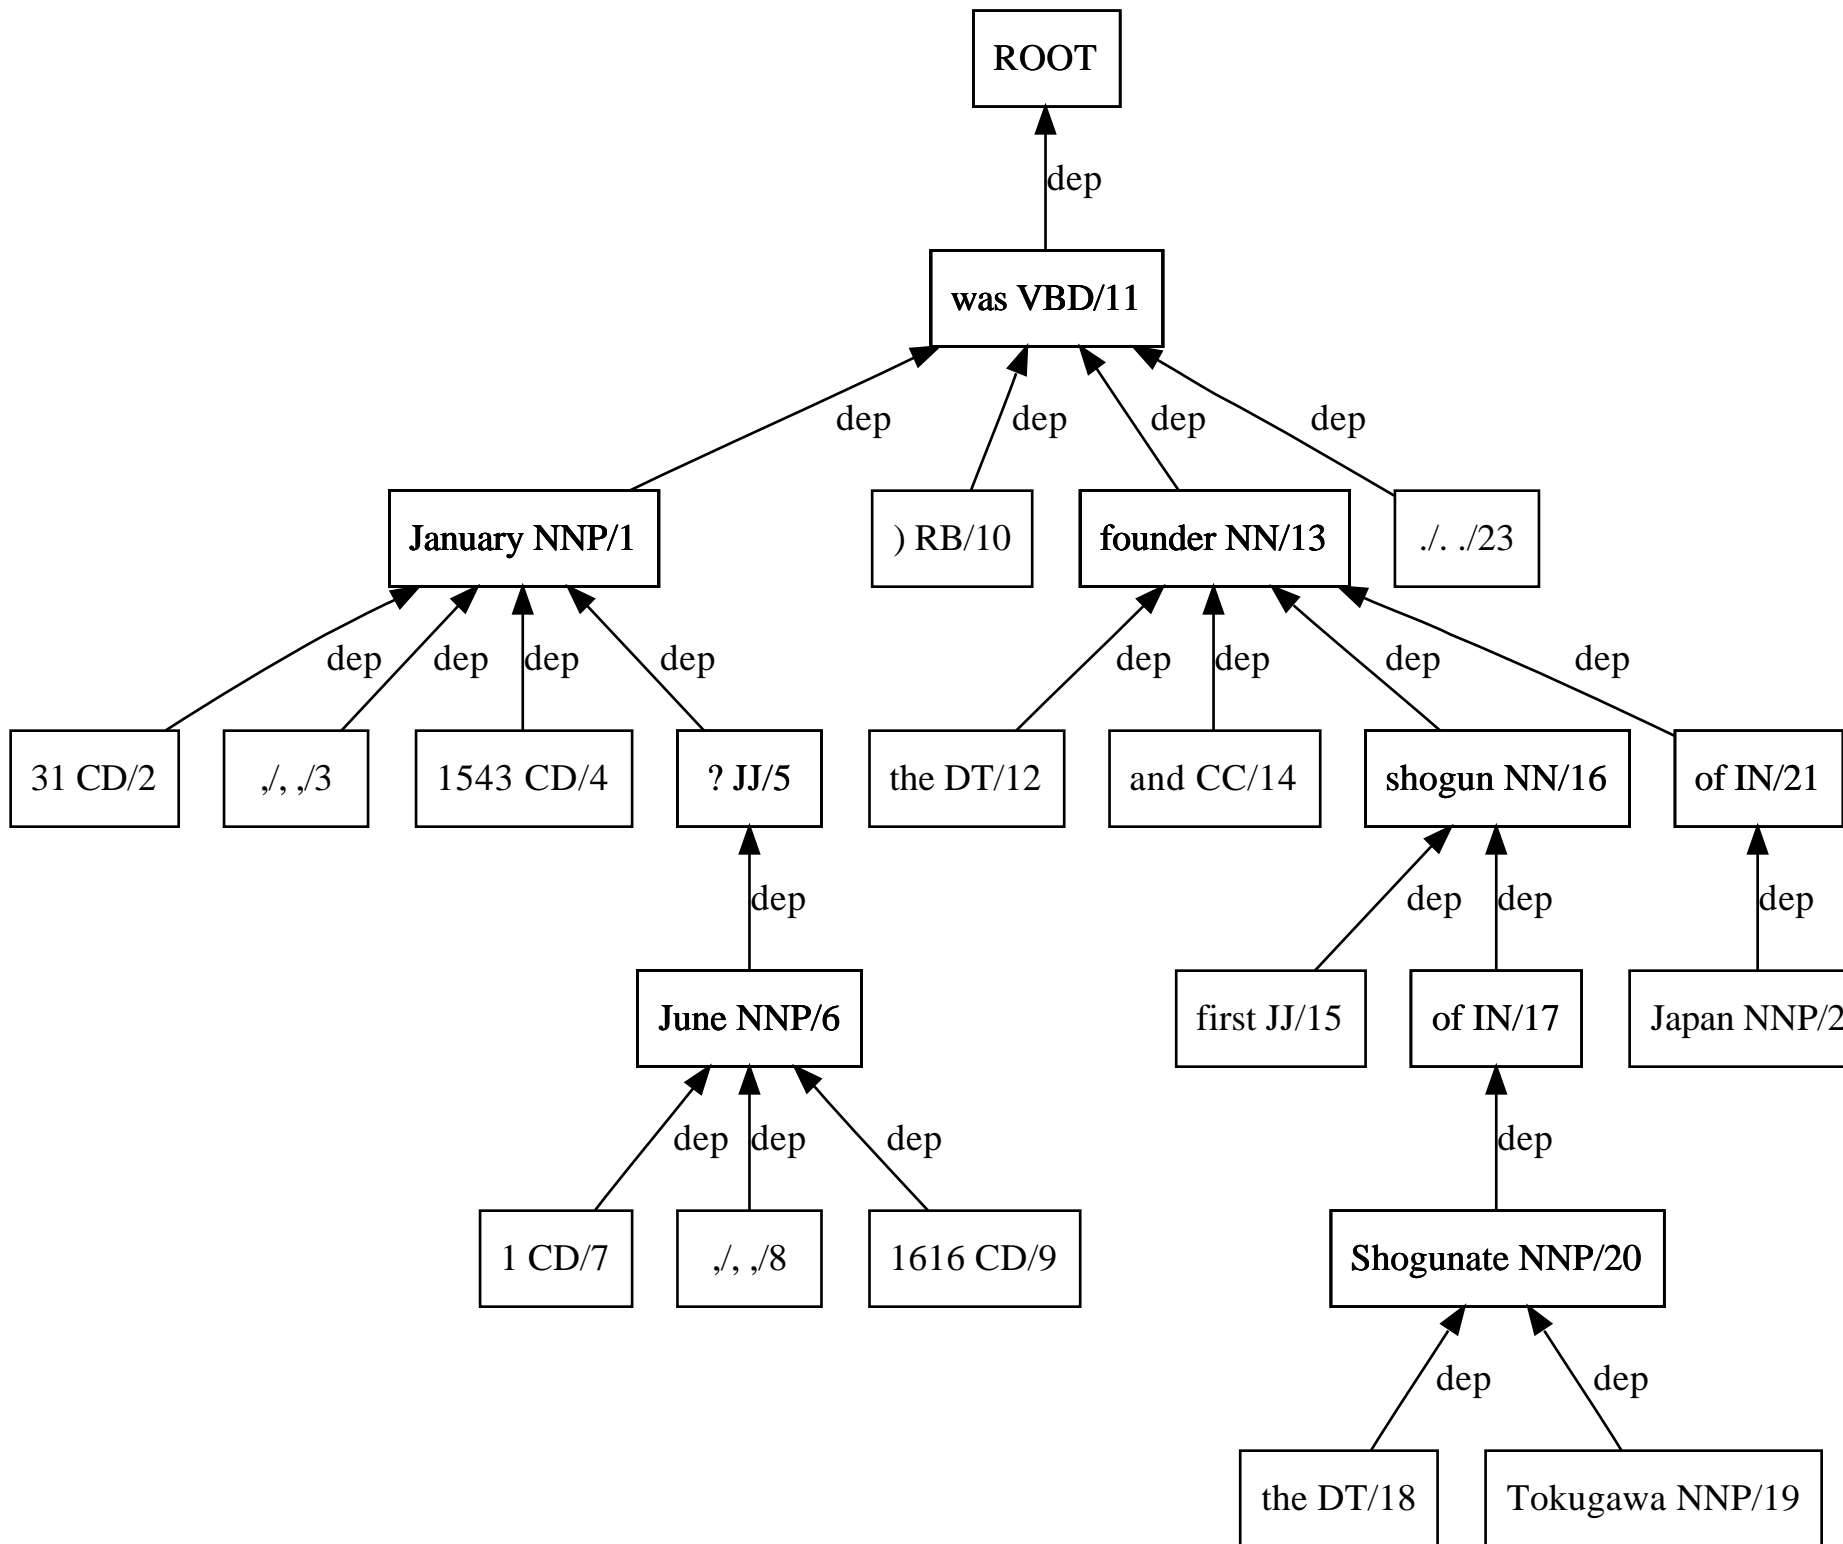 ROOT
dep
was VBD/11
dep dep dep dep
January NNP/1 ) RB/10 founder NN/13 ./. ./23
dep dep dep dep dep dep dep dep
31 CD/2 ,/, ,/3 1543 CD/4 ? JJ/5 the DT/12 and CC/14 shogun NN/16 of IN/21
dep dep dep dep
June NNP/6 first JJ/15 of IN/17 Japan NNP/2
dep dep dep dep
1 CD/7 ,/, ,/8 1616 CD/9 Shogunate NNP/20
dep dep
the DT/18 Tokugawa NNP/19